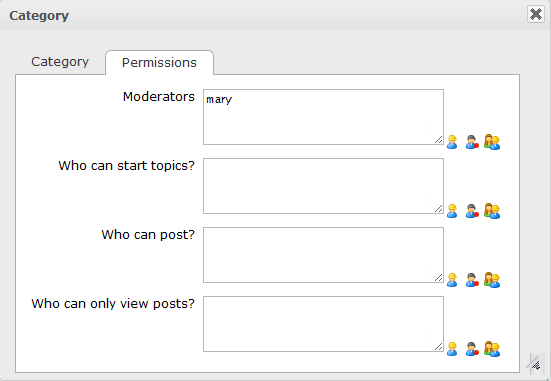 Category
Category
Permissions
Moderators
mary
Who can start topics?
Who can post?
Who can only view posts?